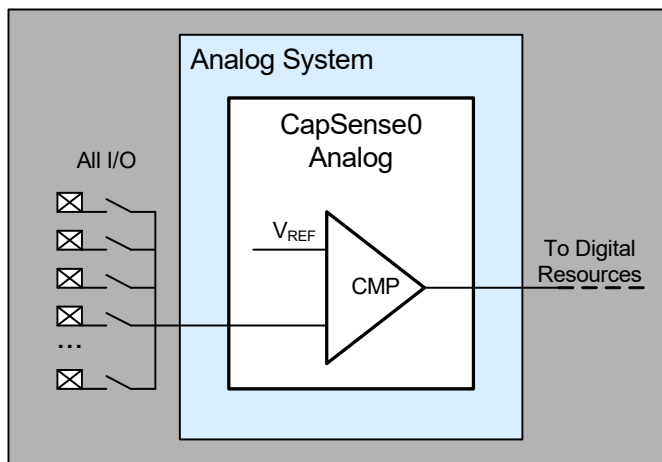 Analog System
CapSense0
Analog
All I/O
VREF
CMP
To Digital
Resources
...